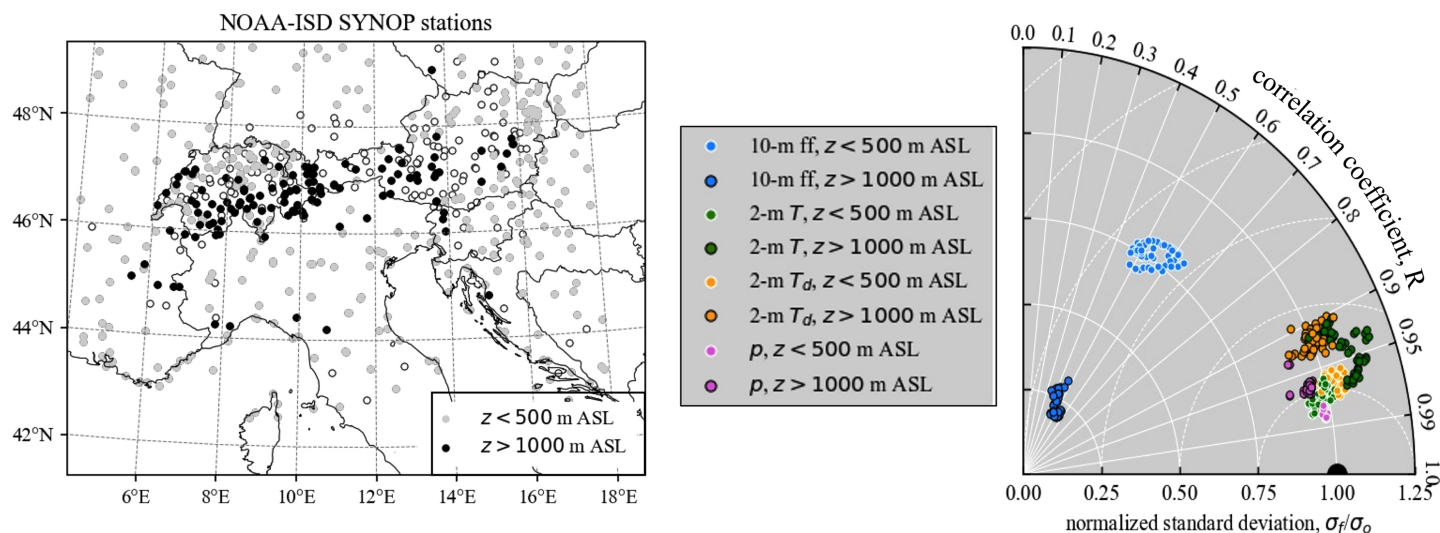 NOAA-ISD SYNOP stations
48°N
46°N
44°N
42°N
6°E
8°E
10°E
12°E
14°E
16°E
18°E
z < 500 m ASL
z > 1000 m ASL
10-m ff, z < 500 m ASL
10-m ff, z > 1000 m ASL
2-m T, z < 500 m ASL
2-m T, z > 1000 m ASL
2-m T_d, z < 500 m ASL
2-m T_d, z > 1000 m ASL
p, z < 500 m ASL
p, z > 1000 m ASL
0.0
0.1
0.2
0.3
0.4
0.5
0.6
0.7
0.8
0.9
0.95
0.99
1.0
correlation coefficient, R
0.00
0.25
0.50
0.75
1.00
1.25
normalized standard deviation, σ_f/σ_o